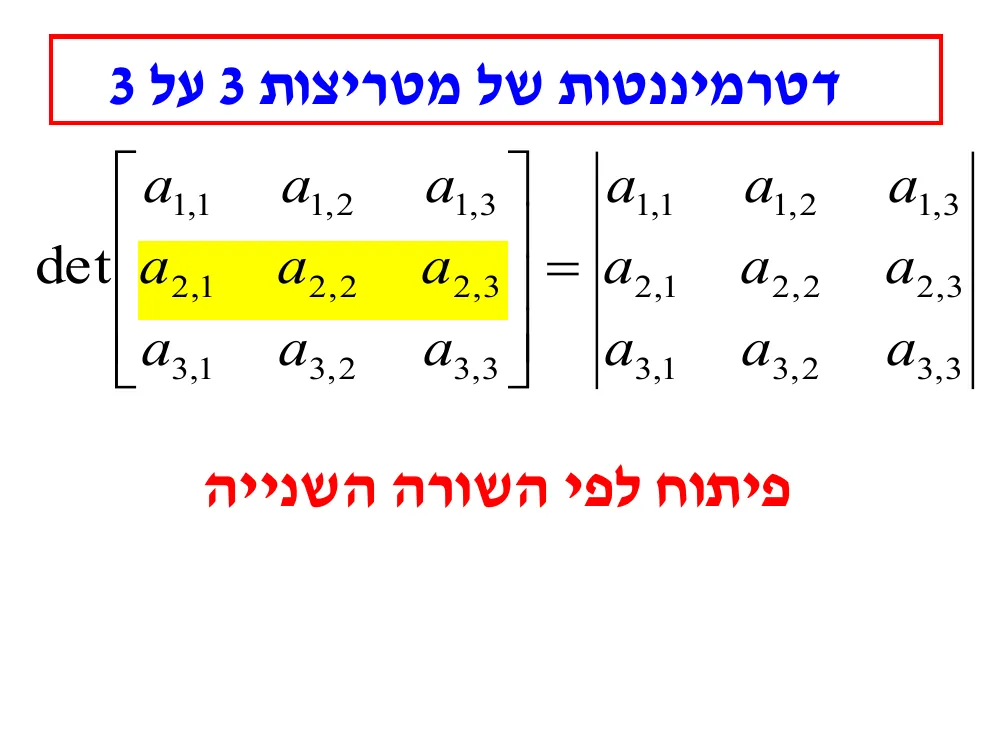 דטרמיננטות של מטריצות 3 על 3
a1,1 a1,2 a1,3 a1,1 a1,2 a1,3
det a2,1 a2,2 a2,3 = a2,1 a2,2 a2,3
a3,1 a3,2 a3,3 a3,1 a3,2 a3,3
פיתוח לפי השורה השנייה